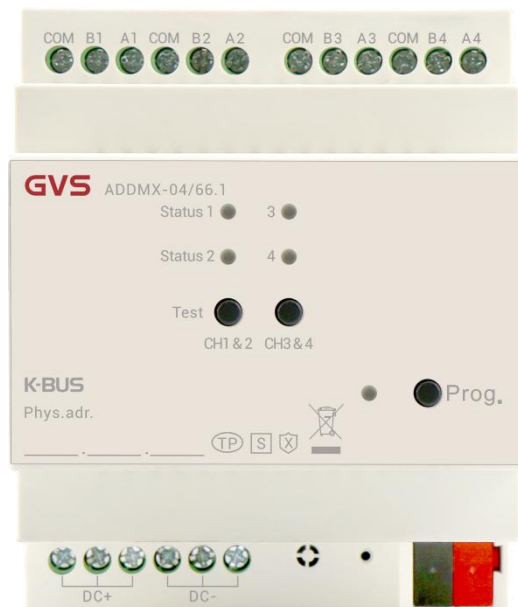 COM B1 A1 COM B2 A2 COM B3 A3 COM B4 A4
GVS ADDMX-04/66.1
Status 1 3
Status 2 4
Test
CH1 & 2 CH3 & 4
K-BUS
Prog.
Phys.adr.
TP S X
DC+ DC-